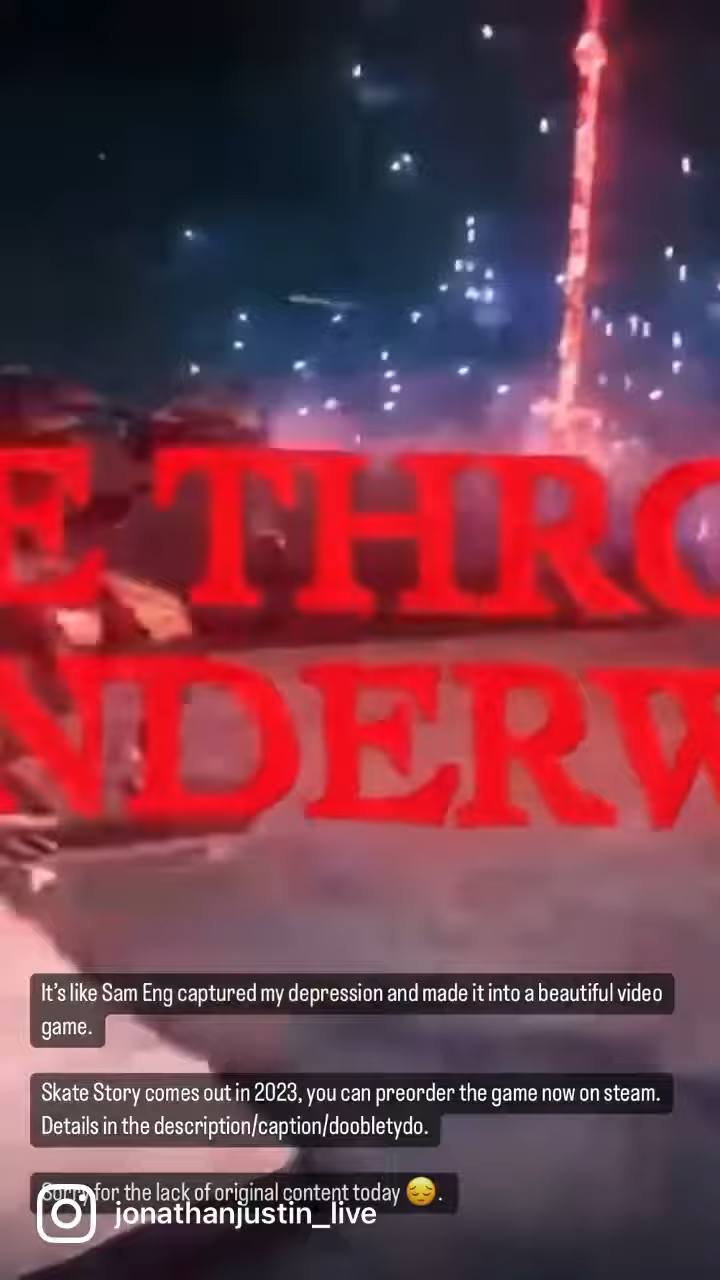 E THRO
NDERW
It's like Sam Eng captured my depression and made it into a beautiful video
game.
Skate Story comes out in 2023, you can preorder the game now on steam.
Details in the description/caption/doobletydo.
Sorry for the lack of original content today 😔.
jonathanjustin_live